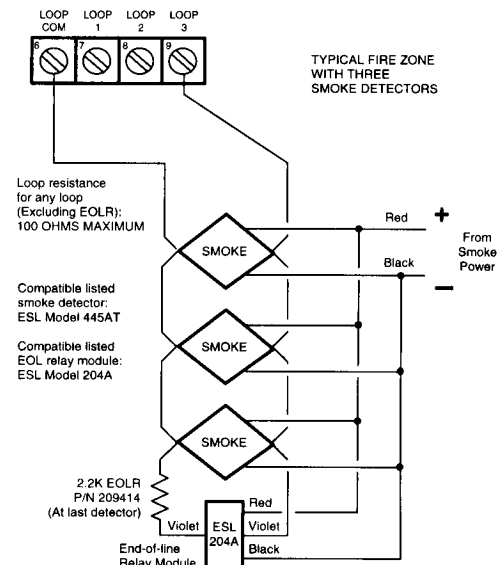 LOOP LOOP LOOP LOOP
COM 1 2 3
6 7 8 9
TYPICAL FIRE ZONE
WITH THREE
SMOKE DETECTORS
Loop resistance
for any loop
(Excluding EOLR):
100 OHMS MAXIMUM
Red
+
From
Smoke
Power
Black
—
SMOKE
Compatible listed
smoke detector:
ESL Model 445AT
Compatible listed
EOL relay module:
ESL Model 204A
SMOKE
SMOKE
2.2K EOLR
P/N 209414
(At last detector)
Red
Violet ESL Violet
204A
Black
End-of-line
Relay Module